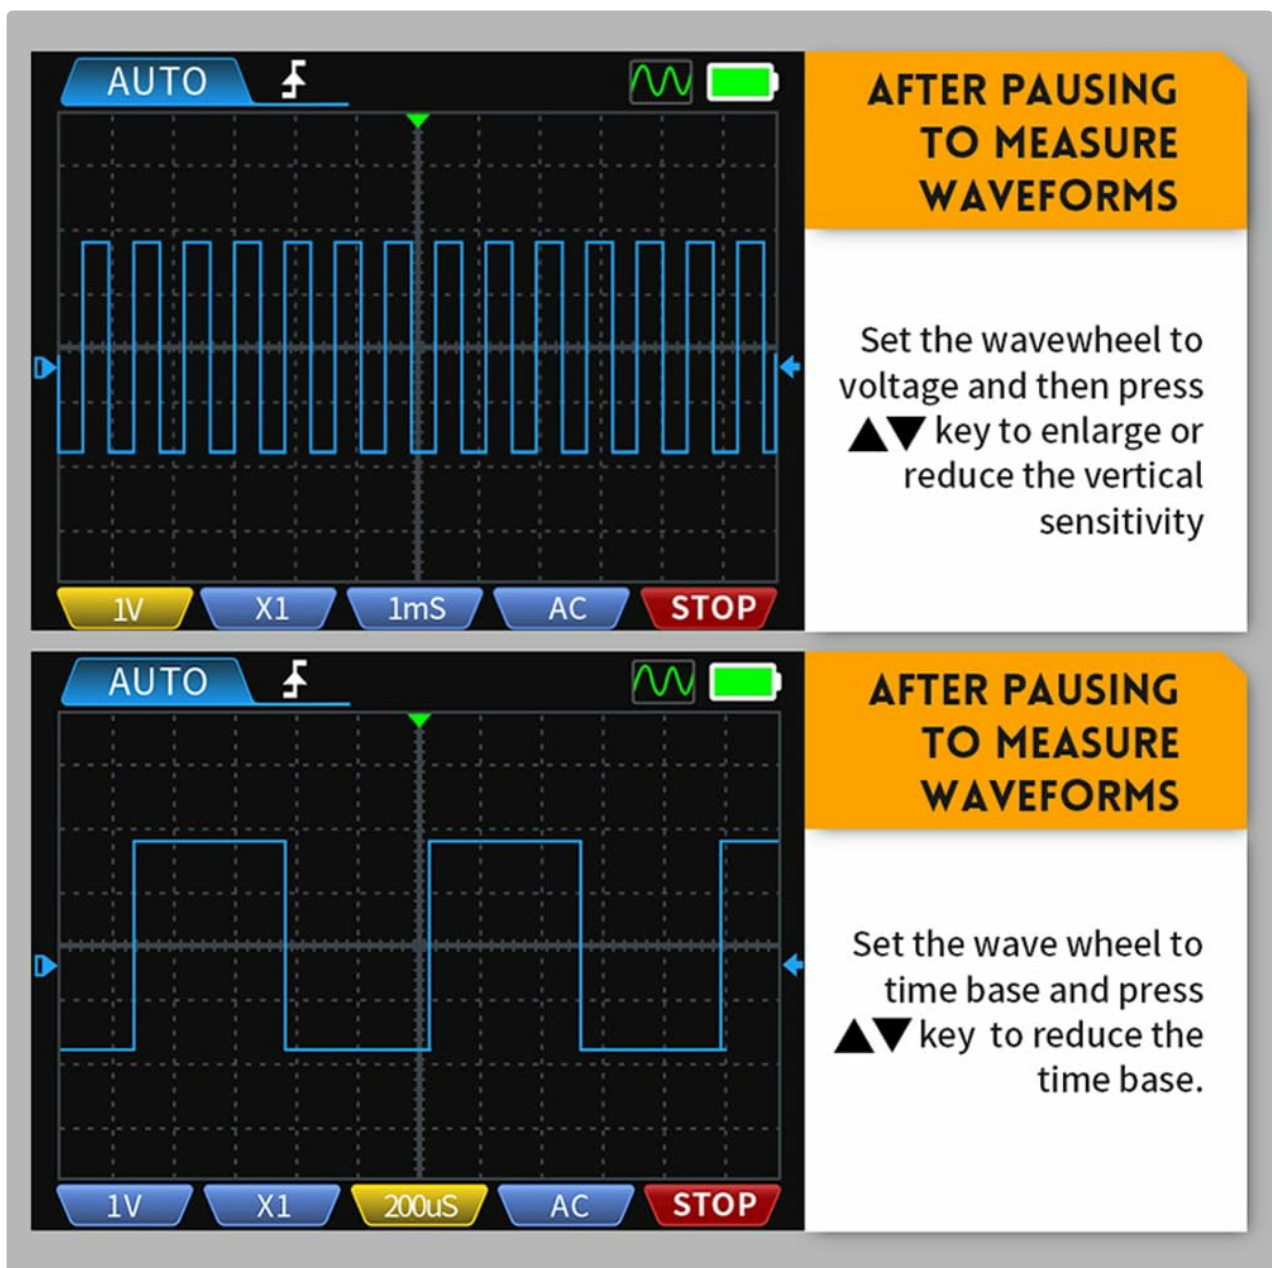 AUTO
1V
X1
1mS
AC
STOP
AFTER PAUSING
TO MEASURE
WAVEFORMS
Set the wavewheel to
voltage and then press
▲▼ key to enlarge or
reduce the vertical
sensitivity
AUTO
1V
X1
200uS
AC
STOP
AFTER PAUSING
TO MEASURE
WAVEFORMS
Set the wave wheel to
time base and press
▲▼ key to reduce the
time base.